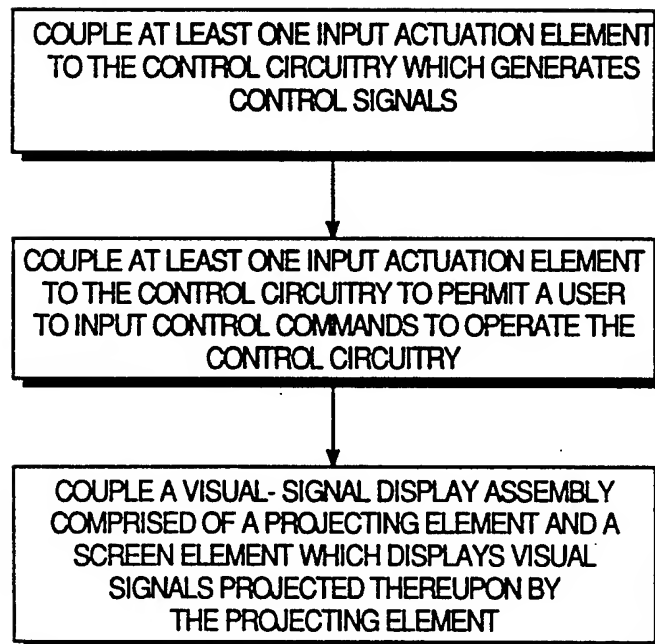 COUPLE AT LEAST ONE INPUT ACTUATION ELEMENT
TO THE CONTROL CIRCUITRY WHICH GENERATES
CONTROL SIGNALS
COUPLE AT LEAST ONE INPUT ACTUATION ELEMENT
TO THE CONTROL CIRCUITRY TO PERMIT A USER
TO INPUT CONTROL COMMANDS TO OPERATE THE
CONTROL CIRCUITRY
COUPLE A VISUAL- SIGNAL DISPLAY ASSEMBLY
COMPRISED OF A PROJECTING ELEMENT AND A
SCREEN ELEMENT WHICH DISPLAYS VISUAL
SIGNALS PROJECTED THEREUPON BY
THE PROJECTING ELEMENT